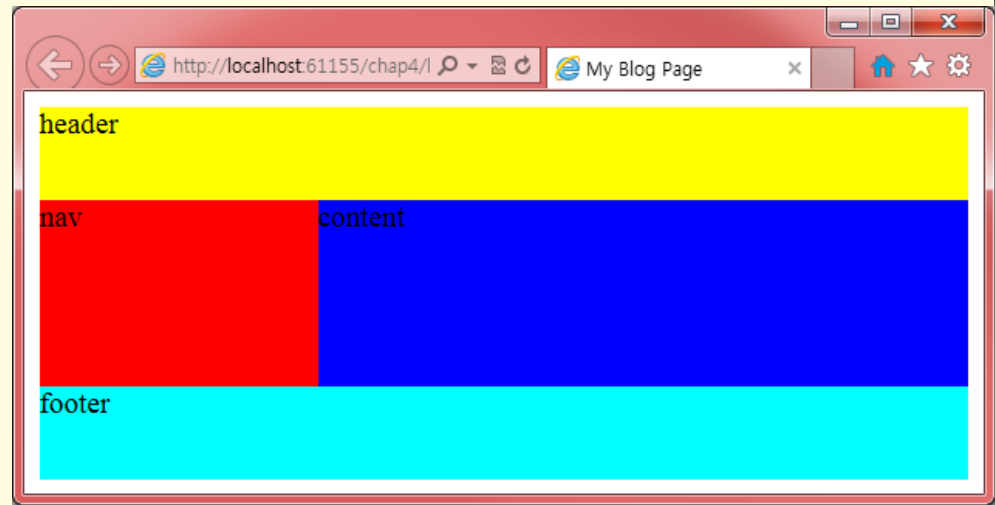 http://localhost:61155/chap4/l
My Blog Page
header
nav
content
footer